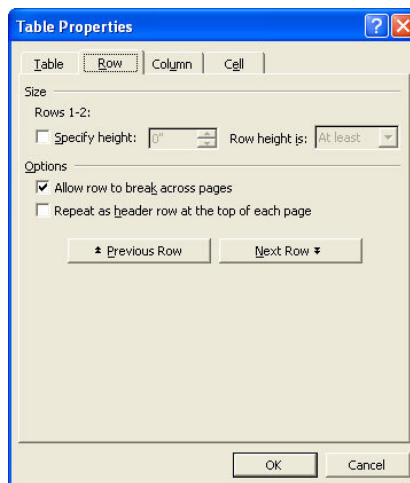 Table Properties
Table Row Column Cell
Size
Rows 1-2:
Specify height: 0" Row height is: At least
Options
Allow row to break across pages
Repeat as header row at the top of each page
Previous Row Next Row
OK Cancel